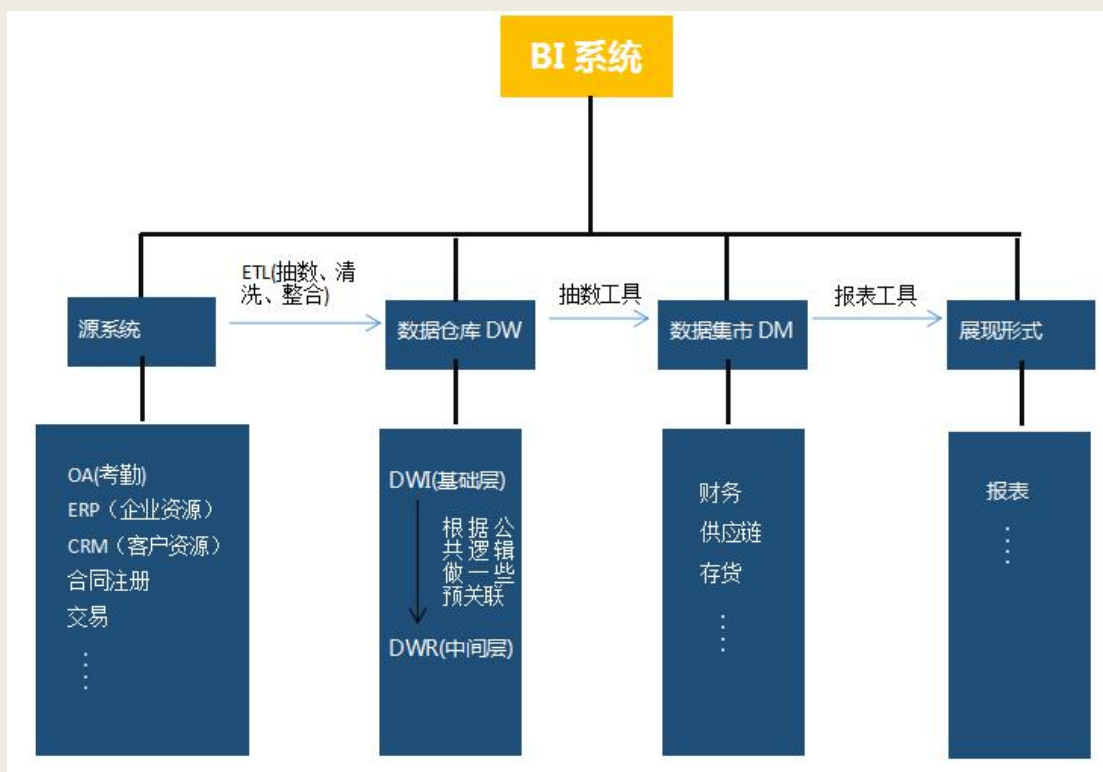 BI 系统
ETL(抽数、清
洗、整合)
抽数工具
报表工具
源系统
数据仓库 DW
数据集市 DM
展现形式
OA(考勤)
ERP（企业资源）
CRM（客户资源）
合同注册
交易
⋮
DWI(基础层)
根据公
共逻辑
做一些
预关联
DWR(中间层)
财务
供应链
存货
⋮
报表
⋮